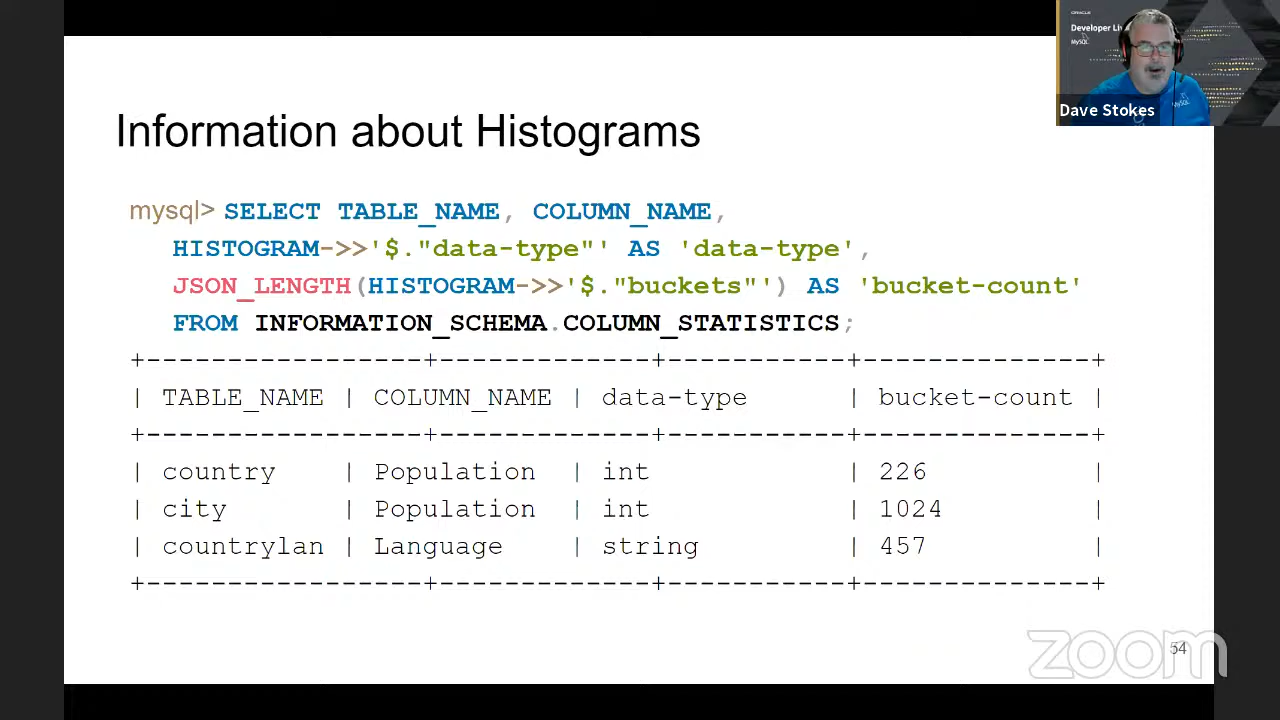 ORACLE
Developer Live
MySQL
MySQL
Dave Stokes
Information about Histograms
mysql> SELECT TABLE_NAME, COLUMN_NAME,
HISTOGRAM->>'$."data-type"' AS 'data-type',
JSON_LENGTH(HISTOGRAM->>'$."buckets"') AS 'bucket-count'
FROM INFORMATION_SCHEMA.COLUMN_STATISTICS;
+-----------------+-------------+-----------+--------------+
| TABLE_NAME | COLUMN_NAME | data-type | bucket-count |
+-----------------+-------------+-----------+--------------+
| country | Population | int | 226 |
| city | Population | int | 1024 |
| countrylan | Language | string | 457 |
+-----------------+-------------+-----------+--------------+
54
zoom